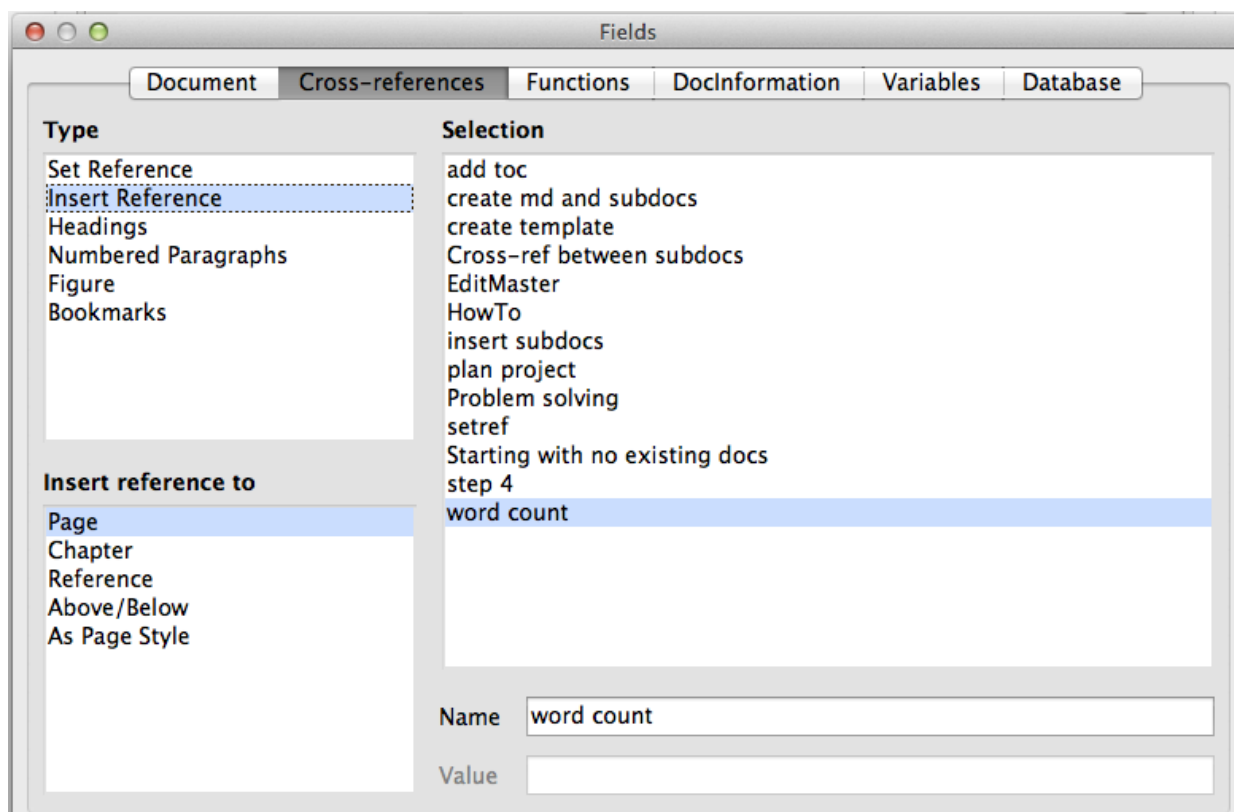 Fields
Document Cross-references Functions DocInformation Variables Database
Type
Set Reference
Insert Reference
Headings
Numbered Paragraphs
Figure
Bookmarks
Insert reference to
Page
Chapter
Reference
Above/Below
As Page Style
Selection
add toc
create md and subdocs
create template
Cross-ref between subdocs
EditMaster
HowTo
insert subdocs
plan project
Problem solving
setref
Starting with no existing docs
step 4
word count
Name word count
Value